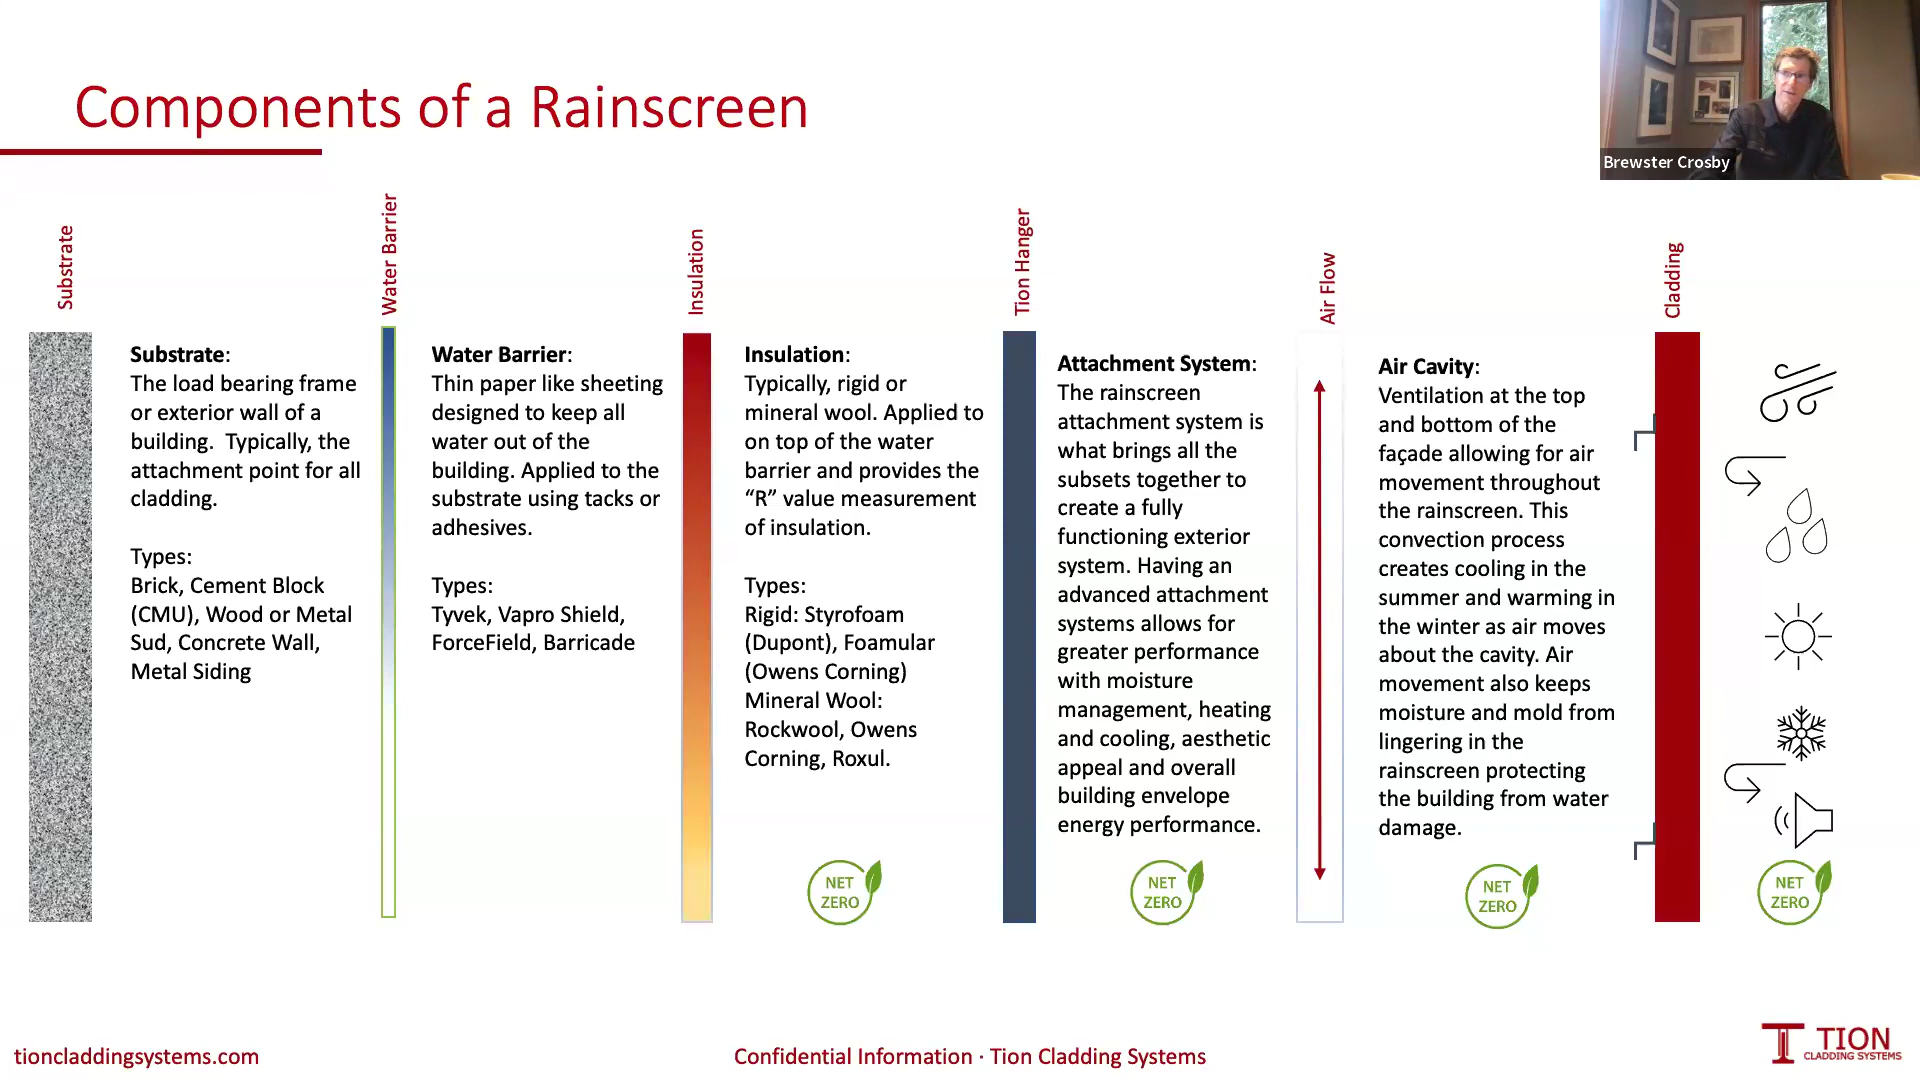 Components of a Rainscreen
Brewster Crosby
Substrate
Water Barrier
Insulation
Tion Hanger
Air Flow
Cladding
Substrate:
The load bearing frame
or exterior wall of a
building.  Typically, the
attachment point for all
cladding.
Types:
Brick, Cement Block
(CMU), Wood or Metal
Sud, Concrete Wall,
Metal Siding
Water Barrier:
Thin paper like sheeting
designed to keep all
water out of the
building. Applied to the
substrate using tacks or
adhesives.
Types:
Tyvek, Vapro Shield,
ForceField, Barricade
Insulation:
Typically, rigid or
mineral wool. Applied to
on top of the water
barrier and provides the
“R” value measurement
of insulation.
Types:
Rigid: Styrofoam
(Dupont), Foamular
(Owens Corning)
Mineral Wool:
Rockwool, Owens
Corning, Roxul.
NET
ZERO
Attachment System:
The rainscreen
attachment system is
what brings all the
subsets together to
create a fully
functioning exterior
system. Having an
advanced attachment
systems allows for
greater performance
with moisture
management, heating
and cooling, aesthetic
appeal and overall
building envelope
energy performance.
NET
ZERO
Air Cavity:
Ventilation at the top
and bottom of the
façade allowing for air
movement throughout
the rainscreen. This
convection process
creates cooling in the
summer and warming in
the winter as air moves
about the cavity. Air
movement also keeps
moisture and mold from
lingering in the
rainscreen protecting
the building from water
damage.
NET
ZERO
NET
ZERO
tioncladdingsystems.com
Confidential Information · Tion Cladding Systems
TION
CLADDING SYSTEMS